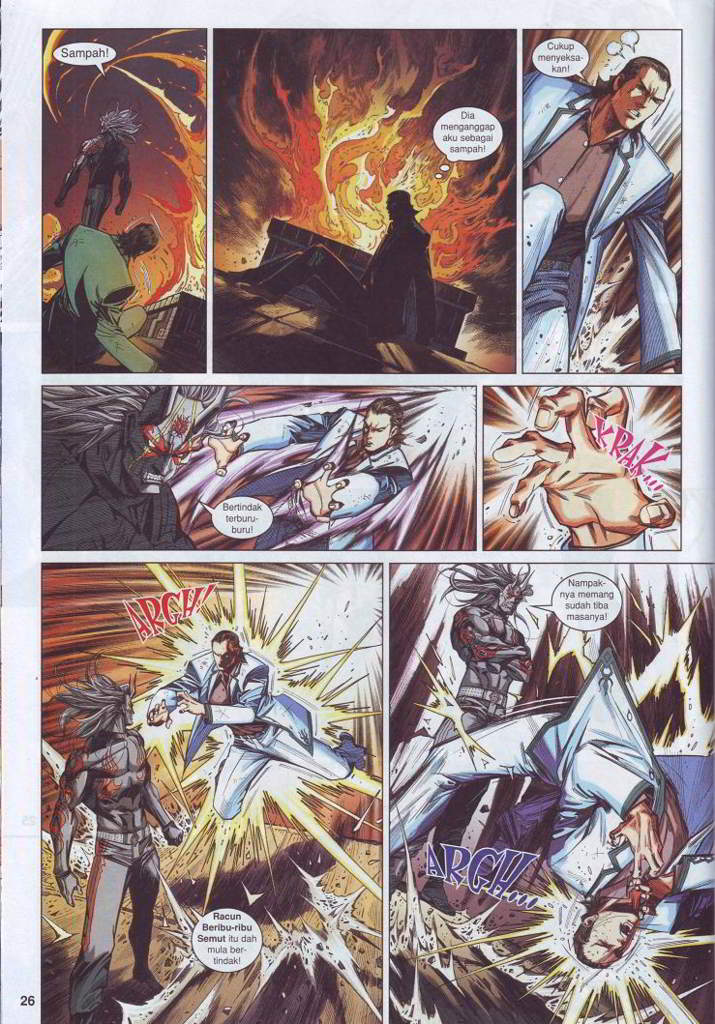 Sampah!
Dia
menganggap
aku sebagai
sampah!
Cukup
menyeksa-
kan!
Bertindak
terburu-
buru!
KRAK...
ARGH!
Racun
Beribu-ribu
Semut itu dah
mula ber-
tindak!
Nampak-
nya memang
sudah tiba
masanya!
ARGH...
26